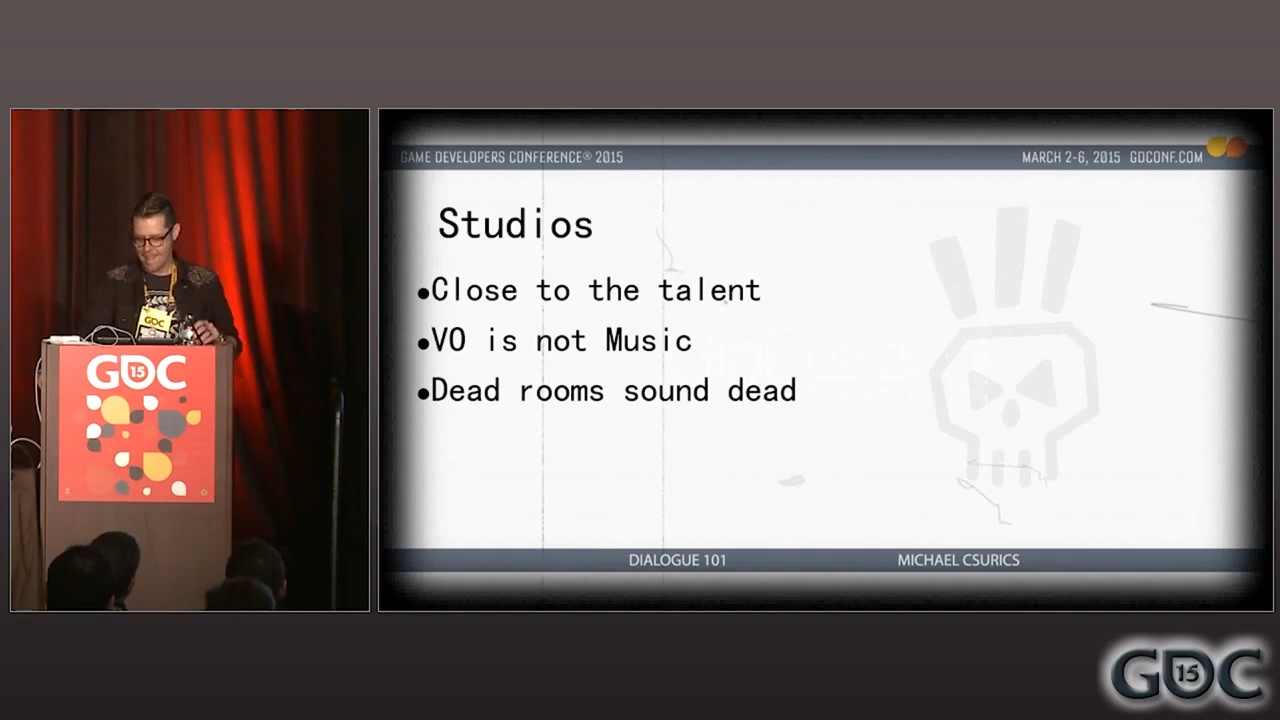 GAME DEVELOPERS CONFERENCE® 2015
MARCH 2-6, 2015 GDCONF.COM
Studios
•Close to the talent
•VO is not Music
•Dead rooms sound dead
DIALOGUE 101
MICHAEL CSURICS
GDC
GDC
15
GDC
15